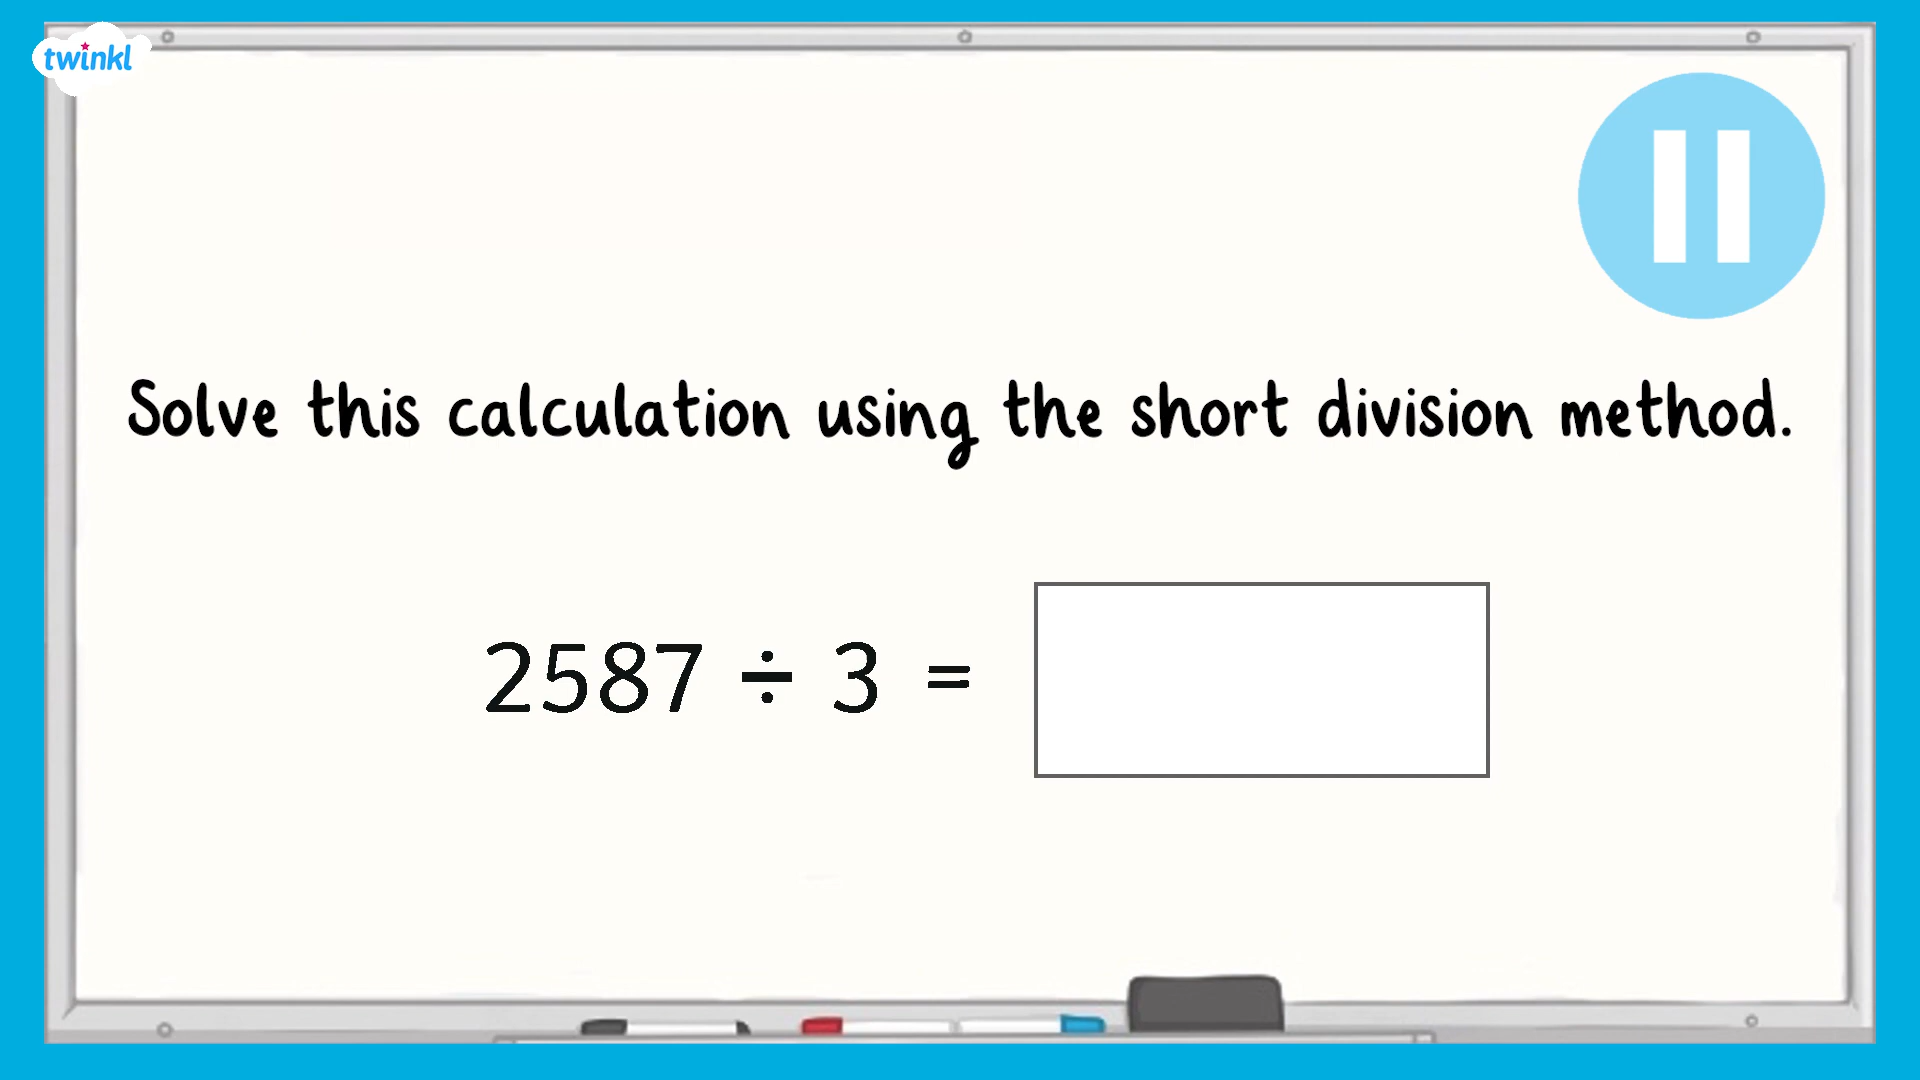 twinkl
Solve this calculation using the short division method.
2587 ÷ 3 =